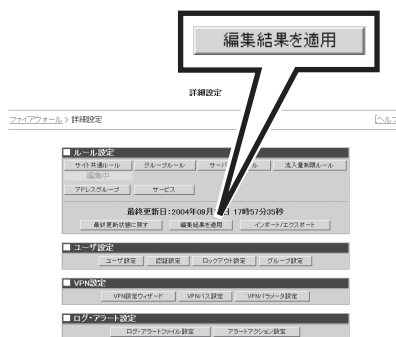 編集結果を適用
詳細設定
ファイアウォール > 詳細設定
[ヘルプ
■ ルール設定
サイト共通ルール グループルール 流入量制限ルール
編集中
アドレスグループ サービス
最終更新日:2004年09月 日 17時57分35秒
最終更新状態に戻す 編集結果を適用 インポート/エクスポート
■ ユーザ設定
ユーザ設定 認証設定 ログアウト設定 グループ設定
■ VPN設定
VPN設定ウィザード VPNパス設定 VPNパラメータ設定
■ ログ・アラート設定
ログ・アラートファイル設定 アラートアクション設定